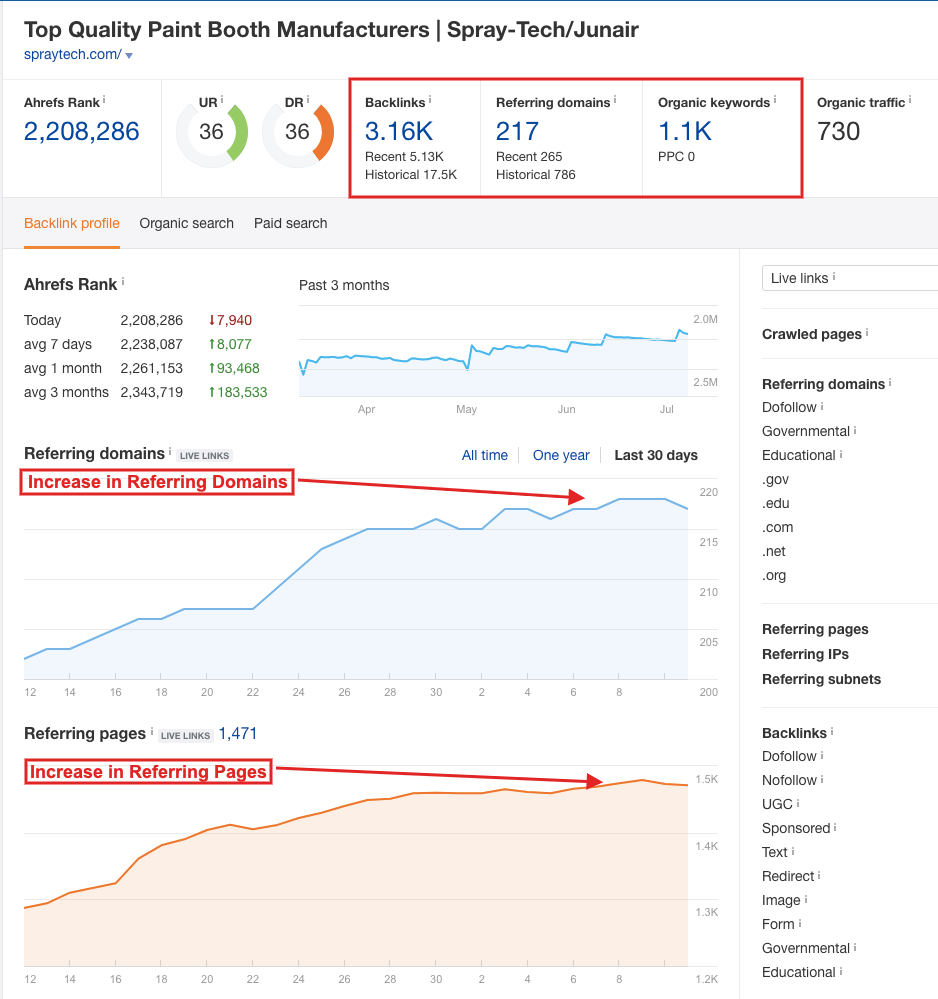 Top Quality Paint Booth Manufacturers | Spray-Tech/Junair
spraytech.com/
Ahrefs Rank i
2,208,286
UR i
36
DR i
36
Backlinks i
3.16K
Recent 5.13K
Historical 17.5K
Referring domains i
217
Recent 265
Historical 786
Organic keywords i
1.1K
PPC 0
Organic traffic i
730
Backlink profile Organic search Paid search
Ahrefs Rank i
Today 2,208,286 ↓7,940
avg 7 days 2,238,087 ↑8,077
avg 1 month 2,261,153 ↑93,468
avg 3 months 2,343,719 ↑183,533
Past 3 months
2.0M
2.5M
Apr May Jun Jul
Referring domains i LIVE LINKS
All time One year Last 30 days
Increase in Referring Domains
220
215
210
205
12 14 16 18 20 22 24 26 28 30 2 4 6 8 200
Referring pages i LIVE LINKS 1,471
Increase in Referring Pages
1.5K
1.4K
1.3K
12 14 16 18 20 22 24 26 28 30 2 4 6 8 1.2K
Live links i
Crawled pages i
Referring domains i
Dofollow i
Governmental i
Educational i
.gov
.edu
.com
.net
.org
Referring pages
Referring IPs
Referring subnets
Backlinks i
Dofollow i
Nofollow i
UGC i
Sponsored i
Text i
Redirect i
Image i
Form i
Governmental i
Educational i